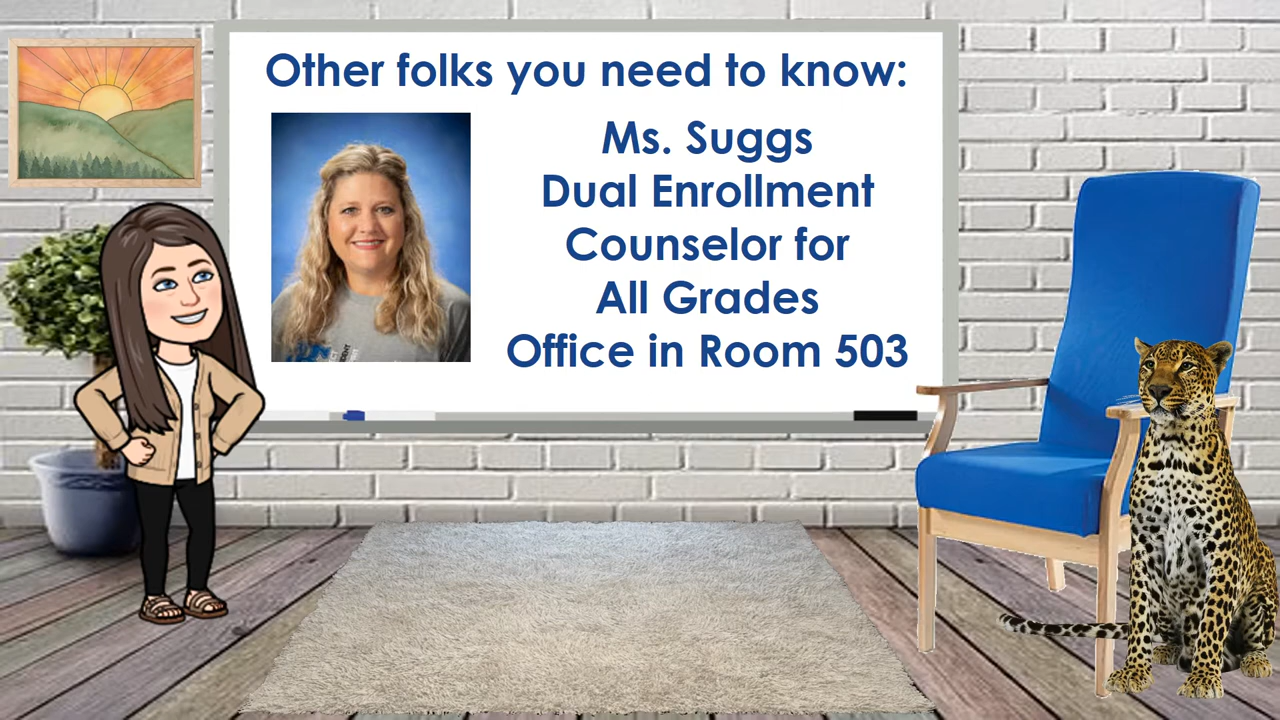 Other folks you need to know:
Ms. Suggs
Dual Enrollment
Counselor for
All Grades
Office in Room 503